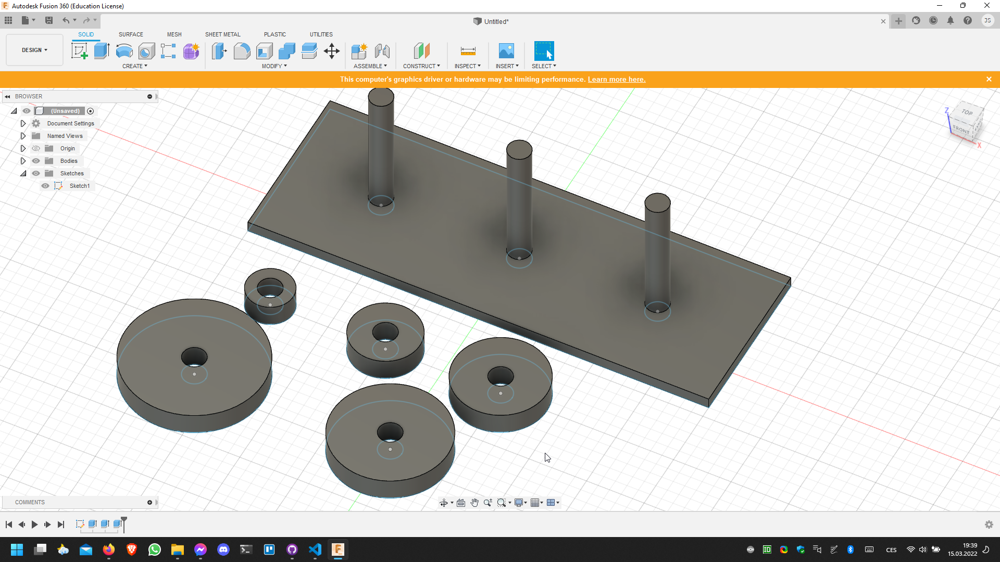 Autodesk Fusion 360 (Education License)
Untitled*
JS
SOLID SURFACE MESH SHEET METAL PLASTIC UTILITIES
DESIGN
CREATE MODIFY ASSEMBLE CONSTRUCT INSPECT INSERT SELECT
This computer's graphics driver or hardware may be limiting performance. Learn more here.
BROWSER
(Unsaved)
Document Settings
Named Views
Origin
Bodies
Sketches
Sketch1
Z
TOP
FRONT
X
COMMENTS
ID
CES
19:39
15.03.2022